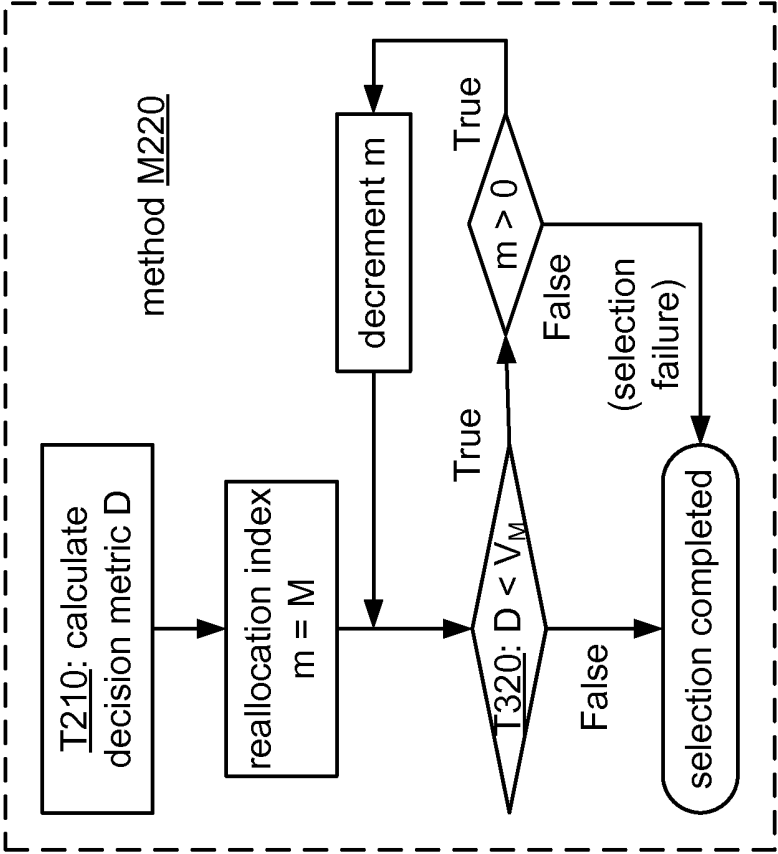 method M220
T210: calculate
decision metric D
reallocation index
m = M
decrement m
T320: D < VM
True
False
m > 0
True
False
(selection
failure)
selection completed